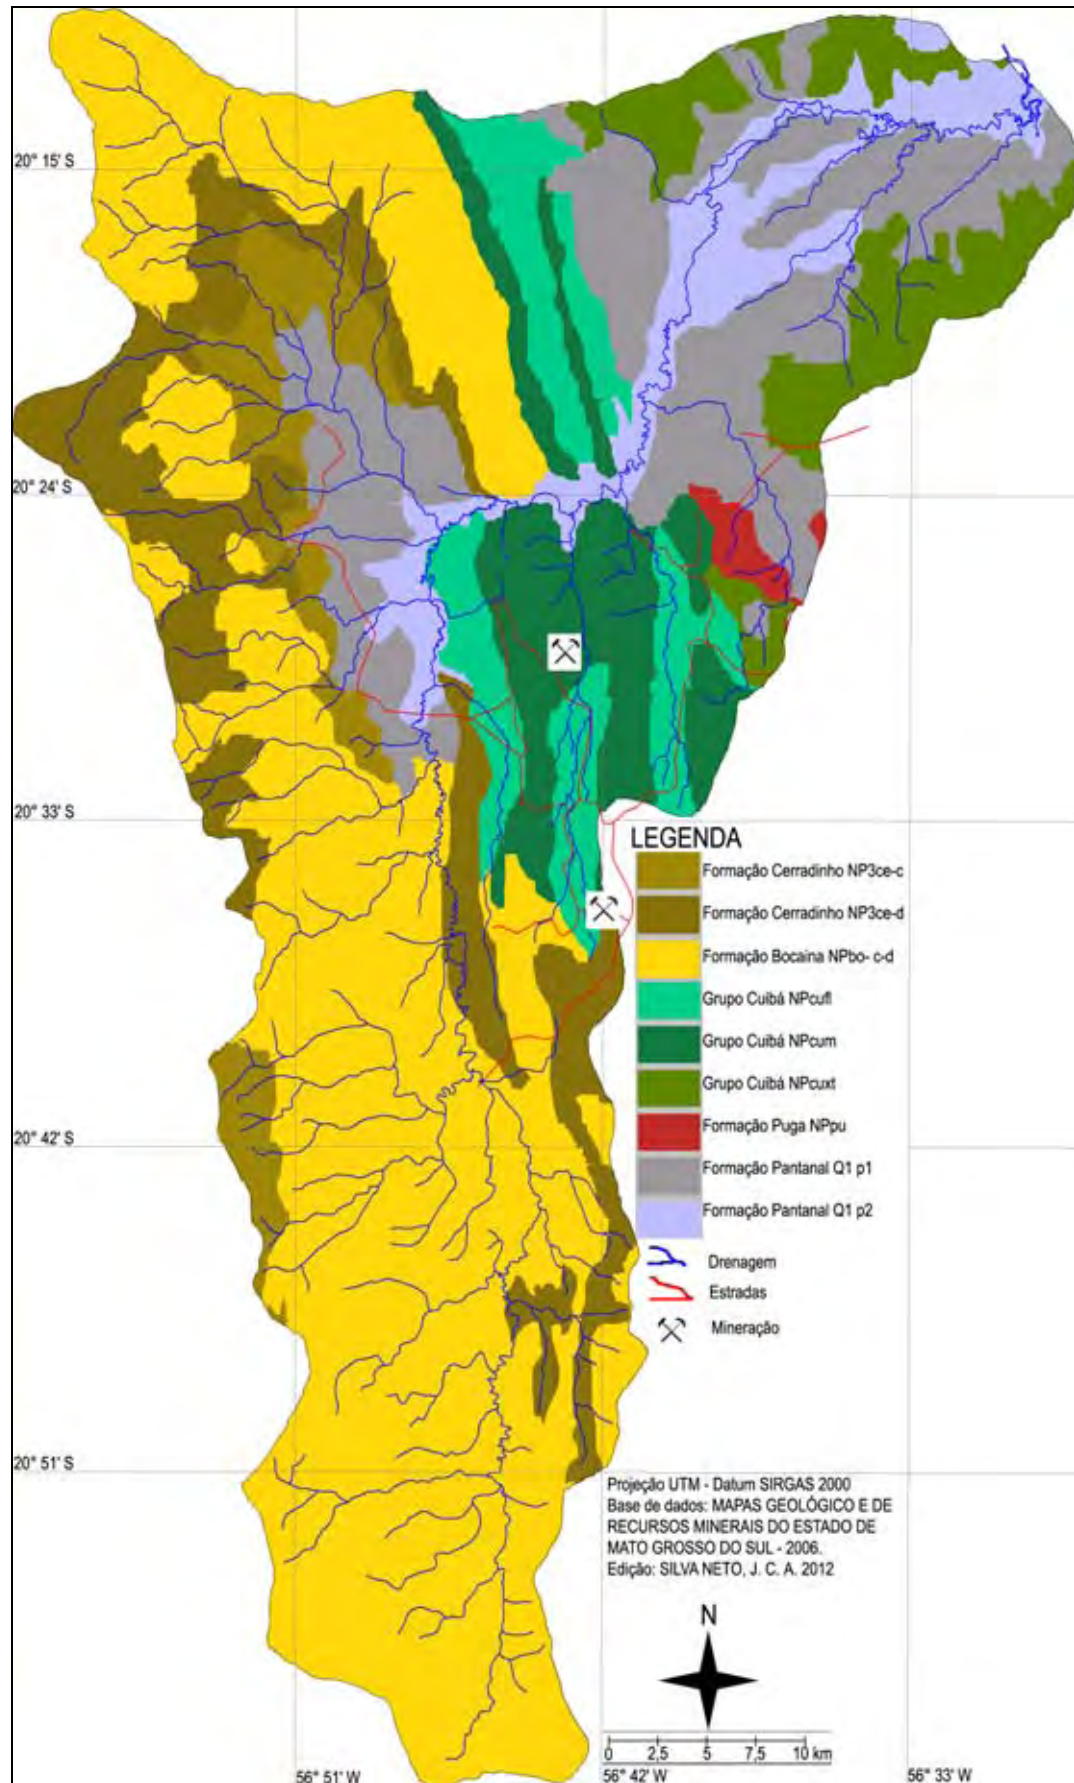 20° 15' S
20° 24' S
20° 33' S
LEGENDA
Formação Cerradinho NP3ce-c
Formação Cerradinho NP3ce-d
Formação Bocaina NPbo- c-d
Grupo Cuibá NPcufl
Grupo Cuibá NPcum
Grupo Cuibá NPcuxt
Formação Puga NPpu
Formação Pantanal Q1 p1
Formação Pantanal Q1 p2
Drenagem
Estradas
Mineração
20° 42' S
20° 51' S
Projeção UTM - Datum SIRGAS 2000
Base de dados: MAPAS GEOLÓGICO E DE
RECURSOS MINERAIS DO ESTADO DE
MATO GROSSO DO SUL - 2006.
Edição: SILVA NETO, J. C. A. 2012
N
0 2,5 5 7,5 10 km
56° 51' W 56° 42' W 56° 33' W